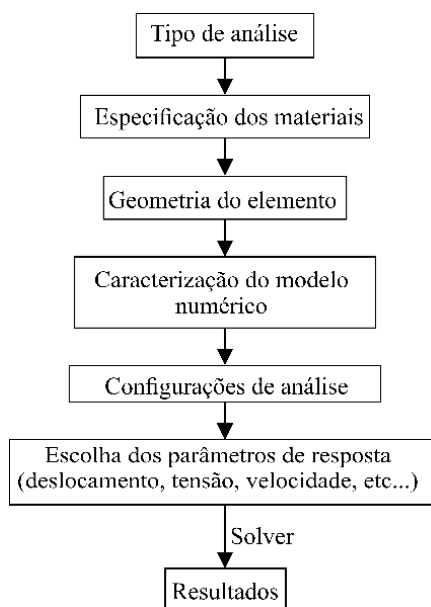 Tipo de análise
Especificação dos materiais
Geometria do elemento
Caracterização do modelo
numérico
Configurações de análise
Escolha dos parâmetros de resposta
(deslocamento, tensão, velocidade, etc...)
Solver
Resultados